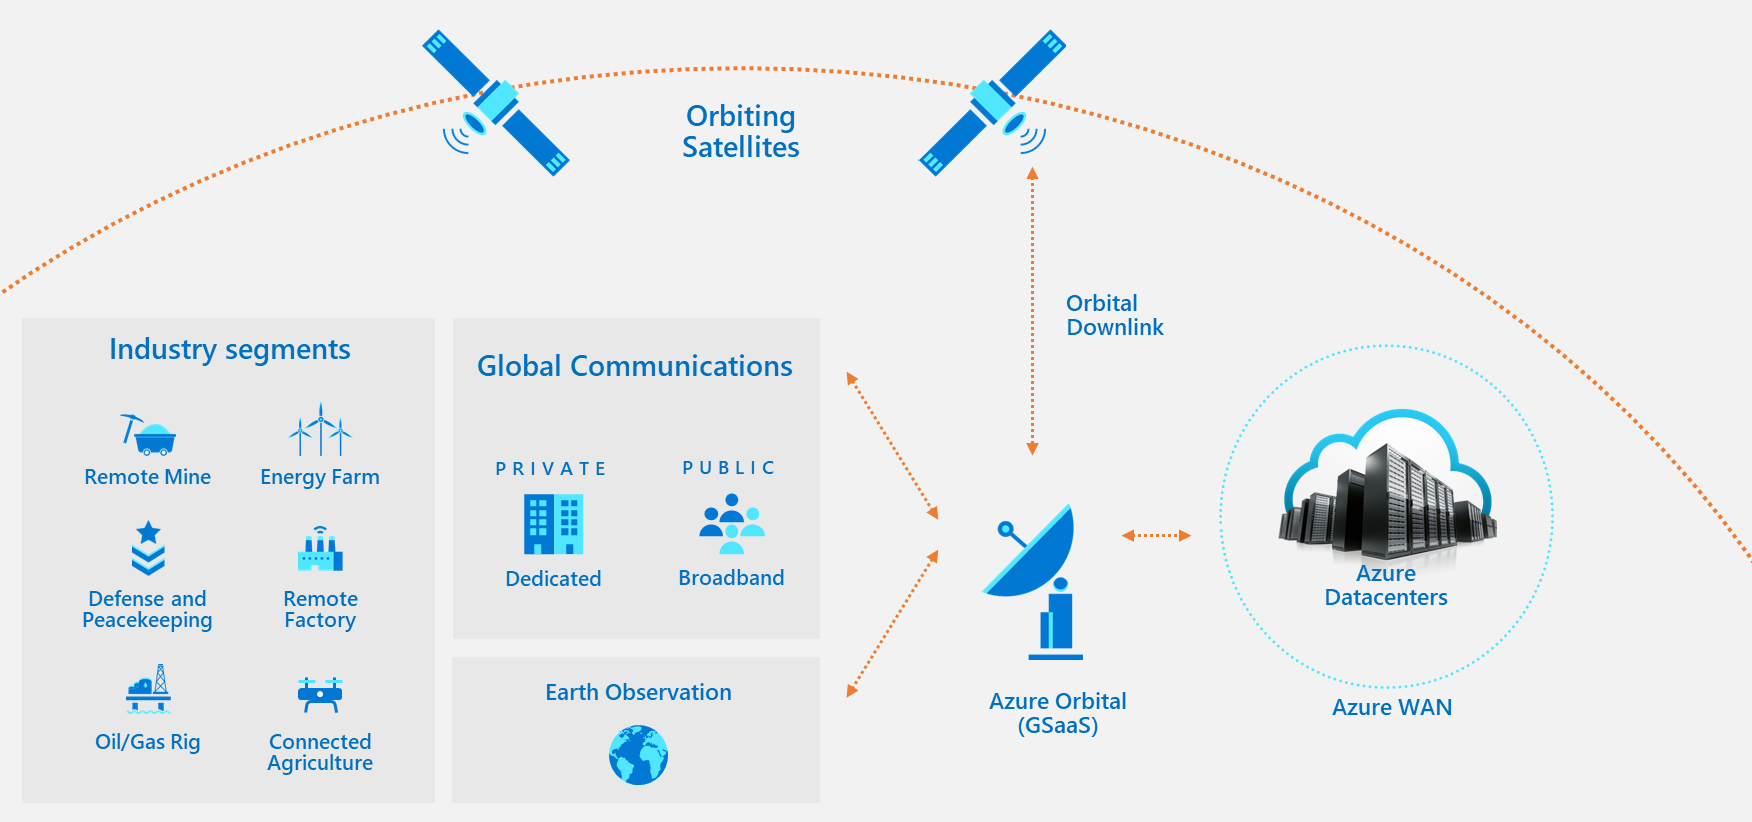 Orbiting
Satellites
Orbital
Downlink
Industry segments
Remote Mine
Energy Farm
Defense and
Peacekeeping
Remote
Factory
Oil/Gas Rig
Connected
Agriculture
Global Communications
PRIVATE
Dedicated
PUBLIC
Broadband
Earth Observation
Azure Orbital
(GSaaS)
Azure
Datacenters
Azure WAN